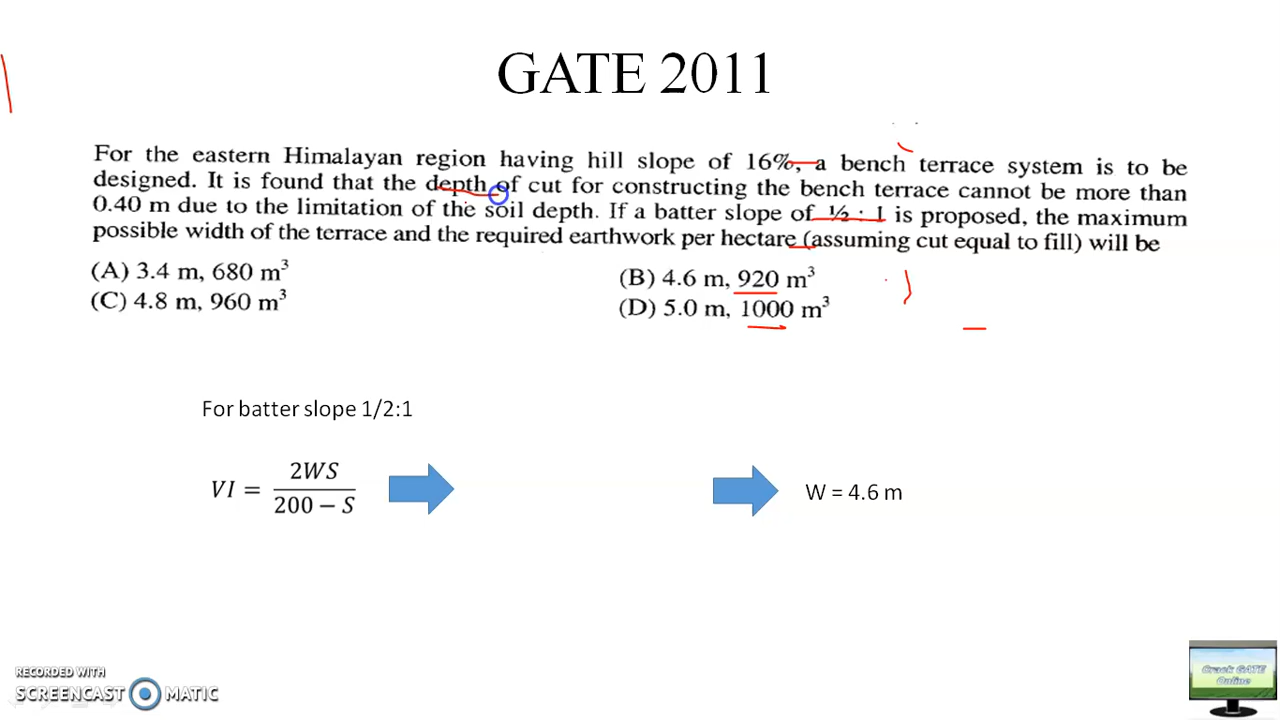 GATE 2011
For the eastern Himalayan region having hill slope of 16%, a bench terrace system is to be
designed. It is found that the depth of cut for constructing the bench terrace cannot be more than
0.40 m due to the limitation of the soil depth. If a batter slope of ½ : 1 is proposed, the maximum
possible width of the terrace and the required earthwork per hectare (assuming cut equal to fill) will be
(A) 3.4 m, 680 m³ (B) 4.6 m, 920 m³
(C) 4.8 m, 960 m³ (D) 5.0 m, 1000 m³
For batter slope 1/2:1
VI = 2WS / 200 − S
W = 4.6 m
RECORDED WITH
SCREENCAST MATIC
Crack GATE
Online